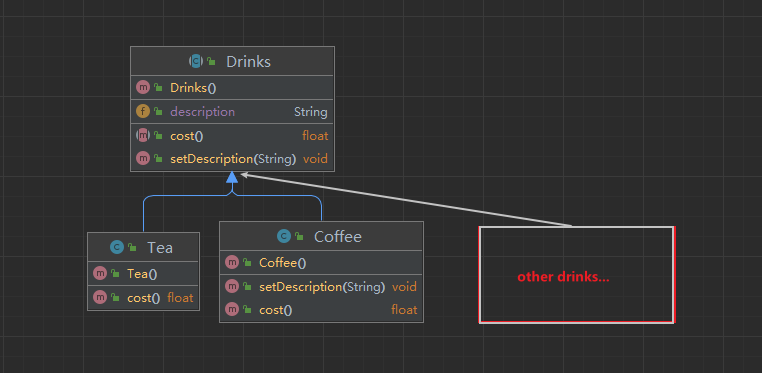 Drinks
m Drinks()
f description String
m cost() float
m setDescription(String) void
C Tea
m Tea()
m cost() float
C Coffee
m Coffee()
m setDescription(String) void
m cost() float
other drinks...